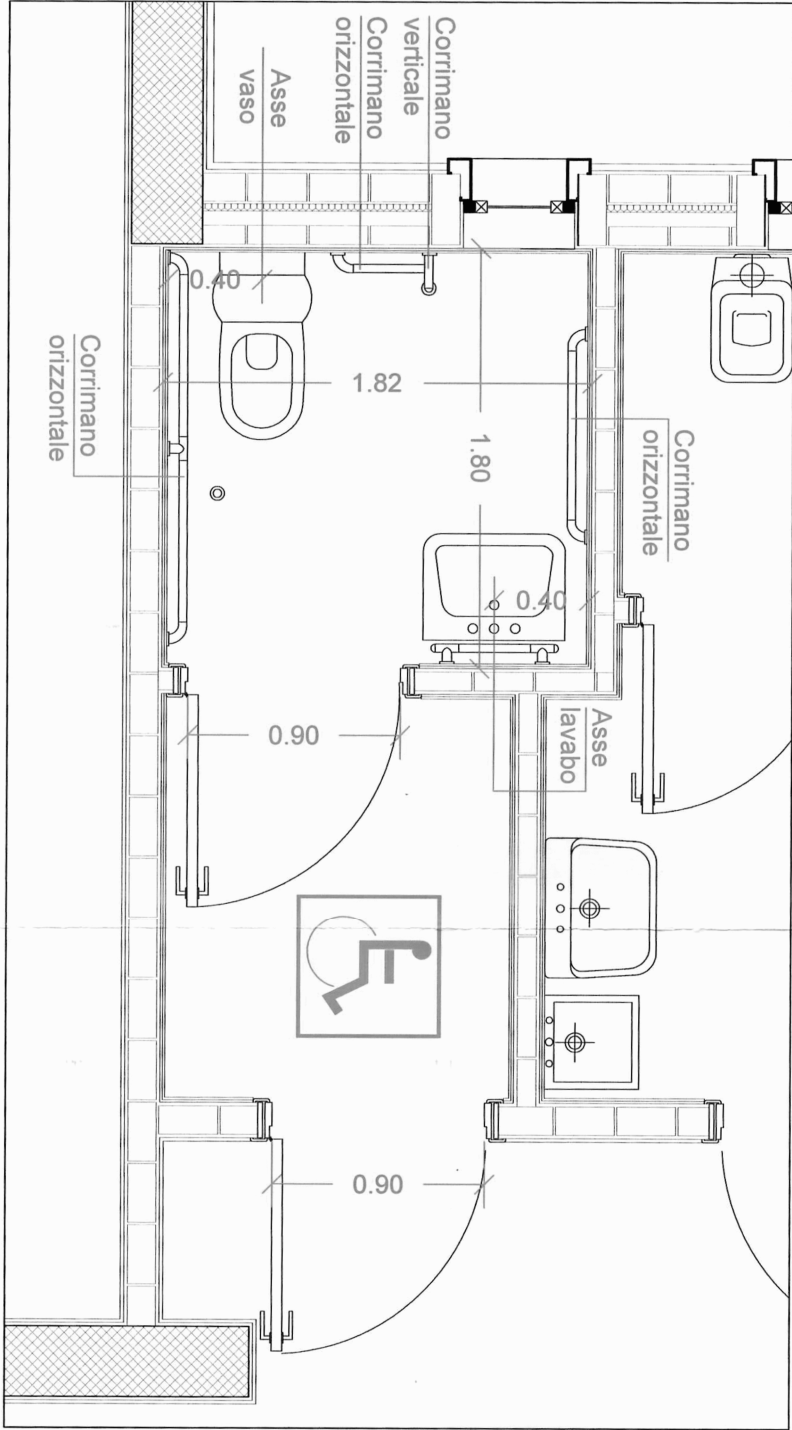 Corrimano
verticale
Corrimano
orizzontale
Asse
vaso
0.40
1.82
1.80
Corrimano
orizzontale
Corrimano
orizzontale
0.40
Asse
lavabo
0.90
0.90